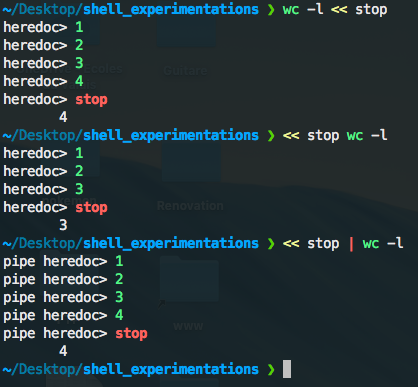 ~/Desktop/shell_experimentations ❯ wc -l << stop
heredoc> 1
heredoc> 2
heredoc> 3
heredoc> 4
heredoc> stop
4
~/Desktop/shell_experimentations ❯ << stop wc -l
heredoc> 1
heredoc> 2
heredoc> 3
heredoc> stop
3
~/Desktop/shell_experimentations ❯ << stop | wc -l
pipe heredoc> 1
pipe heredoc> 2
pipe heredoc> 3
pipe heredoc> 4
pipe heredoc> stop
4
~/Desktop/shell_experimentations ❯
Renovation
www